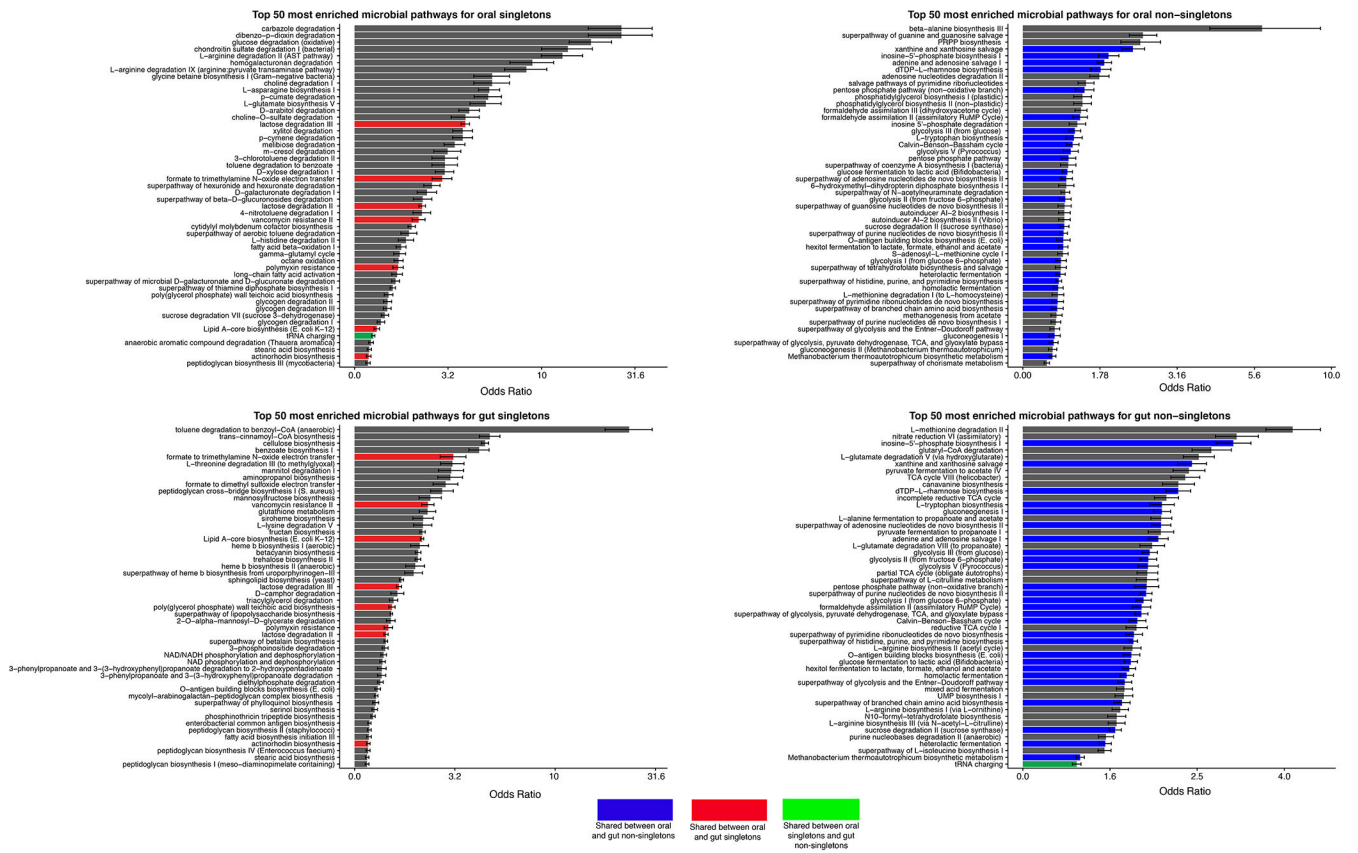 Top 50 most enriched microbial pathways for oral singletons
carbazole degradation
dibenzo−p−dioxin degradation
glucose degradation (oxidative)
chondroitin sulfate degradation I (bacterial)
L−arginine degradation II (AST pathway)
homogalacturonan degradation
L−arginine degradation IX (arginine:pyruvate transaminase pathway)
glycine betaine biosynthesis I (Gram−negative bacteria)
choline degradation I
L−asparagine biosynthesis I
p−cumate degradation
L−glutamate biosynthesis V
D−arabitol degradation
choline−O−sulfate degradation
lactose degradation III
xylitol degradation
p−cymene degradation
melibiose degradation
m−cresol degradation
3−chlorotoluene degradation II
toluene degradation to benzoate
D−xylose degradation I
formate to trimethylamine N−oxide electron transfer
superpathway of hexuronide and hexuronate degradation
D−galacturonate degradation I
superpathway of beta−D−glucuronosides degradation
lactose degradation II
4−nitrotoluene degradation I
vancomycin resistance II
cytidylyl molybdenum cofactor biosynthesis
superpathway of aerobic toluene degradation
L−histidine degradation II
fatty acid beta−oxidation I
gamma−glutamyl cycle
octane oxidation
polymyxin resistance
long−chain fatty acid activation
superpathway of microbial D−galacturonate and D−glucuronate degradation
superpathway of thiamine diphosphate biosynthesis I
poly(glycerol phosphate) wall teichoic acid biosynthesis
glycogen degradation II
glycogen degradation III
sucrose degradation VII (sucrose 3−dehydrogenase)
glycogen degradation I
Lipid A−core biosynthesis (E. coli K−12)
tRNA charging
anaerobic aromatic compound degradation (Thauera aromatica)
stearic acid biosynthesis
actinorhodin biosynthesis
peptidoglycan biosynthesis III (mycobacteria)
0.0 3.2 10 31.6
Odds Ratio
Top 50 most enriched microbial pathways for oral non−singletons
beta−alanine biosynthesis III
superpathway of guanine and guanosine salvage
PRPP biosynthesis
xanthine and xanthosine salvage
inosine−5'−phosphate biosynthesis I
adenine and adenosine salvage I
dTDP−L−rhamnose biosynthesis
adenosine nucleotides degradation II
salvage pathways of pyrimidine ribonucleotides
pentose phosphate pathway (non−oxidative branch)
phosphatidylglycerol biosynthesis I (plastidic)
phosphatidylglycerol biosynthesis II (non−plastidic)
formaldehyde assimilation III (dihydroxyacetone cycle)
formaldehyde assimilation II (assimilatory RuMP Cycle)
inosine 5'−phosphate degradation
glycolysis III (from glucose)
L−tryptophan biosynthesis
Calvin−Benson−Bassham cycle
glycolysis V (Pyrococcus)
pentose phosphate pathway
superpathway of coenzyme A biosynthesis I (bacteria)
glucose fermentation to lactic acid (Bifidobacteria)
superpathway of adenosine nucleotides de novo biosynthesis II
6−hydroxymethyl−dihydropterin diphosphate biosynthesis I
superpathway of N−acetylneuraminate degradation
glycolysis II (from fructose 6−phosphate)
superpathway of guanosine nucleotides de novo biosynthesis II
autoinducer AI−2 biosynthesis I
autoinducer AI−2 biosynthesis II (Vibrio)
sucrose degradation II (sucrose synthase)
superpathway of purine nucleotides de novo biosynthesis II
O−antigen building blocks biosynthesis (E. coli)
hexitol fermentation to lactate, formate, ethanol and acetate
S−adenosyl−L−methionine cycle I
glycolysis I (from glucose 6−phosphate)
superpathway of tetrahydrofolate biosynthesis and salvage
heterolactic fermentation
superpathway of histidine, purine, and pyrimidine biosynthesis
homolactic fermentation
L−methionine degradation I (to L−homocysteine)
superpathway of pyrimidine ribonucleotides de novo biosynthesis
superpathway of branched chain amino acid biosynthesis
methanogenesis from acetate
superpathway of purine nucleotides de novo biosynthesis I
superpathway of glycolysis and the Entner−Doudoroff pathway
gluconeogenesis I
superpathway of glycolysis, pyruvate dehydrogenase, TCA, and glyoxylate bypass
gluconeogenesis II (Methanobacterium thermoautotrophicum)
Methanobacterium thermoautotrophicum biosynthetic metabolism
superpathway of chorismate metabolism
0.00 1.78 3.16 5.6 10.0
Odds Ratio
Top 50 most enriched microbial pathways for gut singletons
toluene degradation to benzoyl−CoA (anaerobic)
trans−cinnamoyl−CoA biosynthesis
cellulose biosynthesis
benzoate biosynthesis I
formate to trimethylamine N−oxide electron transfer
L−threonine degradation III (to methylglyoxal)
mannitol degradation I
aminopropanol biosynthesis
formate to dimethyl sulfoxide electron transfer
peptidoglycan cross−bridge biosynthesis I (S. aureus)
mannosylfructose biosynthesis
vancomycin resistance II
glutathione metabolism
siroheme biosynthesis
L−lysine degradation V
fructan biosynthesis
Lipid A−core biosynthesis (E. coli K−12)
heme b biosynthesis I (aerobic)
betacyanin biosynthesis
trehalose biosynthesis II
heme b biosynthesis II (anaerobic)
superpathway of heme b biosynthesis from uroporphyrinogen−III
sphingolipid biosynthesis (yeast)
lactose degradation III
D−camphor degradation
triacylglycerol degradation
poly(glycerol phosphate) wall teichoic acid biosynthesis
superpathway of lipopolysaccharide biosynthesis
2−O−alpha−mannosyl−D−glycerate degradation
polymyxin resistance
lactose degradation II
superpathway of betalain biosynthesis
3−phosphoinositide degradation
NAD/NADH phosphorylation and dephosphorylation
NAD phosphorylation and dephosphorylation
3−phenylpropanoate and 3−(3−hydroxyphenyl)propanoate degradation to 2−hydroxypentadienoate
3−phenylpropanoate and 3−(3−hydroxyphenyl)propanoate degradation
diethylphosphate degradation
O−antigen building blocks biosynthesis (E. coli)
mycolyl−arabinogalactan−peptidoglycan complex biosynthesis
superpathway of phylloquinol biosynthesis
serinol biosynthesis
phosphinothricin tripeptide biosynthesis
enterobacterial common antigen biosynthesis
peptidoglycan biosynthesis II (staphylococci)
fatty acid biosynthesis initiation III
actinorhodin biosynthesis
peptidoglycan biosynthesis IV (Enterococcus faecium)
stearic acid biosynthesis
peptidoglycan biosynthesis I (meso−diaminopimelate containing)
0.0 3.2 10 31.6
Odds Ratio
Top 50 most enriched microbial pathways for gut non−singletons
L−methionine degradation II
nitrate reduction VI (assimilatory)
inosine−5'−phosphate biosynthesis I
glutaryl−CoA degradation
L−glutamate degradation V (via hydroxyglutarate)
xanthine and xanthosine salvage
pyruvate fermentation to acetate IV
TCA cycle VIII (helicobacter)
canavanine biosynthesis
dTDP−L−rhamnose biosynthesis
incomplete reductive TCA cycle
L−tryptophan biosynthesis
gluconeogenesis I
L−alanine fermentation to propanoate and acetate
superpathway of adenosine nucleotides de novo biosynthesis II
pyruvate fermentation to propanoate I
adenine and adenosine salvage I
L−glutamate degradation VIII (to propanoate)
glycolysis III (from glucose)
glycolysis II (from fructose 6−phosphate)
glycolysis V (Pyrococcus)
partial TCA cycle (obligate autotrophs)
superpathway of L−citrulline metabolism
pentose phosphate pathway (non−oxidative branch)
superpathway of purine nucleotides de novo biosynthesis II
glycolysis I (from glucose 6−phosphate)
formaldehyde assimilation II (assimilatory RuMP Cycle)
superpathway of glycolysis, pyruvate dehydrogenase, TCA, and glyoxylate bypass
Calvin−Benson−Bassham cycle
reductive TCA cycle I
superpathway of pyrimidine ribonucleotides de novo biosynthesis
superpathway of histidine, purine, and pyrimidine biosynthesis
L−arginine biosynthesis II (acetyl cycle)
O−antigen building blocks biosynthesis (E. coli)
glucose fermentation to lactic acid (Bifidobacteria)
hexitol fermentation to lactate, formate, ethanol and acetate
homolactic fermentation
superpathway of glycolysis and the Entner−Doudoroff pathway
mixed acid fermentation
UMP biosynthesis I
superpathway of branched chain amino acid biosynthesis
L−arginine biosynthesis I (via L−ornithine)
N10−formyl−tetrahydrofolate biosynthesis
L−arginine biosynthesis III (via N−acetyl−L−citrulline)
sucrose degradation II (sucrose synthase)
purine nucleobases degradation II (anaerobic)
heterolactic fermentation
superpathway of L−isoleucine biosynthesis I
Methanobacterium thermoautotrophicum biosynthetic metabolism
tRNA charging
0.0 1.6 2.5 4.0
Odds Ratio
Shared between oral
and gut non-singletons
Shared between oral
and gut singletons
Shared between oral
singletons and gut
non-singletons